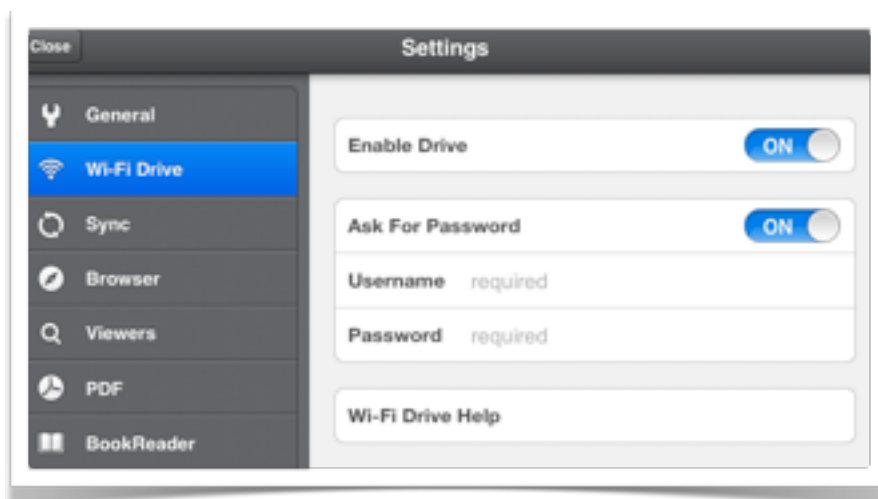 Close
Settings
General
Wi-Fi Drive
Sync
Browser
Viewers
PDF
BookReader
Enable Drive ON
Ask For Password ON
Username required
Password required
Wi-Fi Drive Help